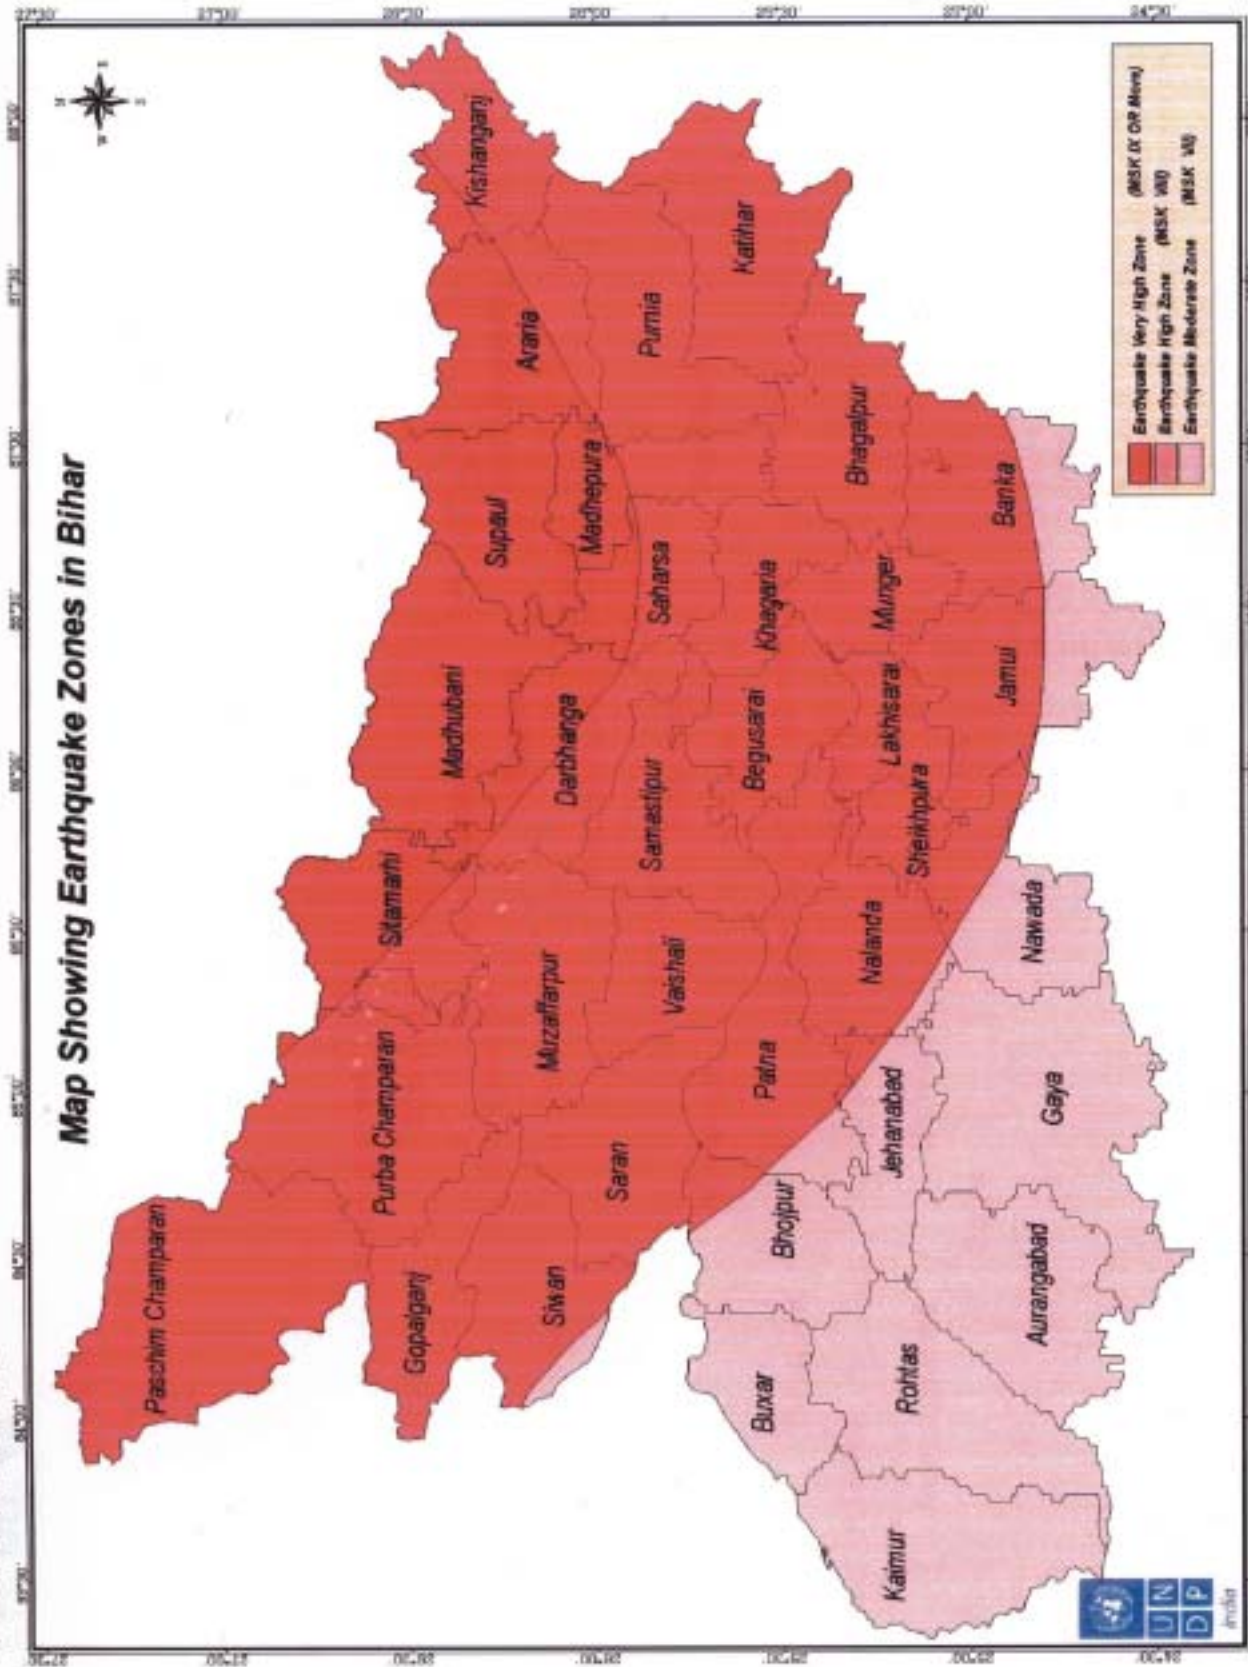 Map Showing Earthquake Zones in Bihar
N
E
S
W
Paschim Champaran
Purba Champaran
Gopalganj
Siwan
Sitamarhi
Madhubani
Supaul
Araria
Kishanganj
Muzaffarpur
Darbhanga
Madhepura
Saran
Vaishali
Samastipur
Saharsa
Purnia
Katihar
Patna
Begusarai
Khagaria
Bhagalpur
Buxar
Bhojpur
Nalanda
Lakhisarai
Munger
Sheikhpura
Kaimur
Rohtas
Jehanabad
Jamui
Banka
Aurangabad
Gaya
Nawada
Earthquake Very High Zone (MSK IX OR More)
Earthquake High Zone (MSK VIII)
Earthquake Moderate Zone (MSK VII)
UN
DP
India